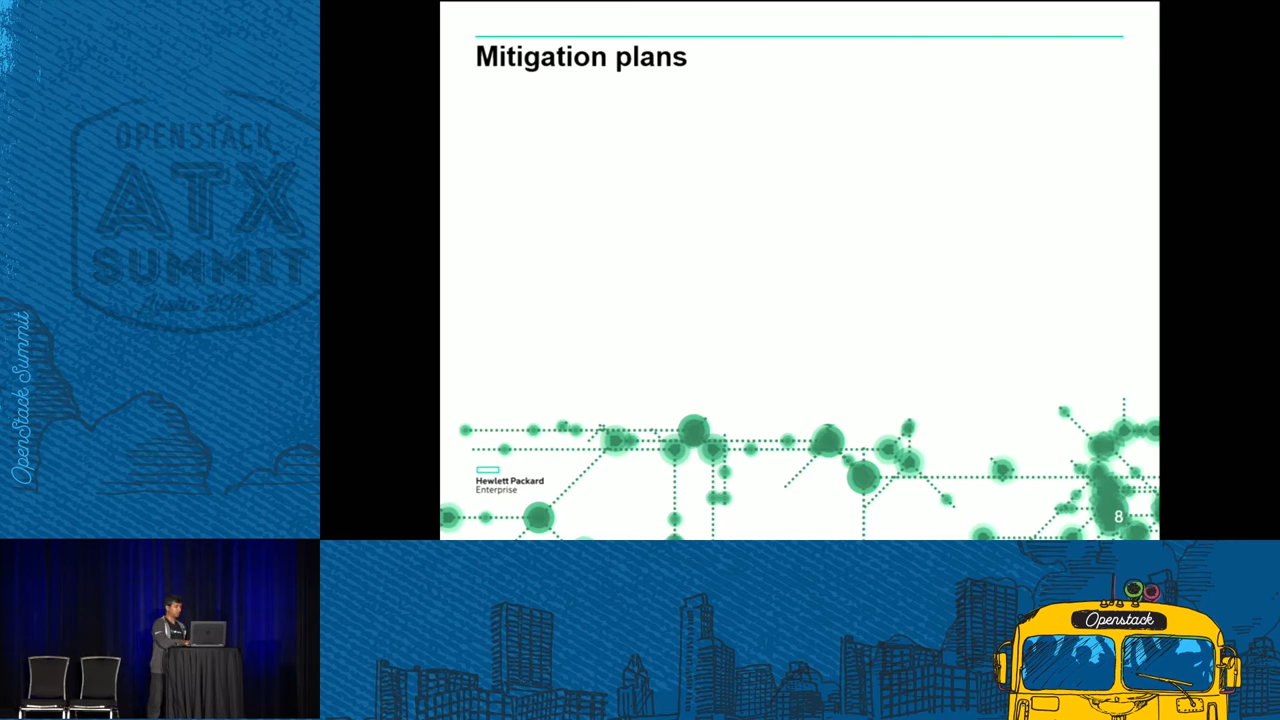 OPENSTACK
ATX
SUMMIT
Austin 2016
OpenStack Summit
Mitigation plans
Hewlett Packard
Enterprise
8
Openstack